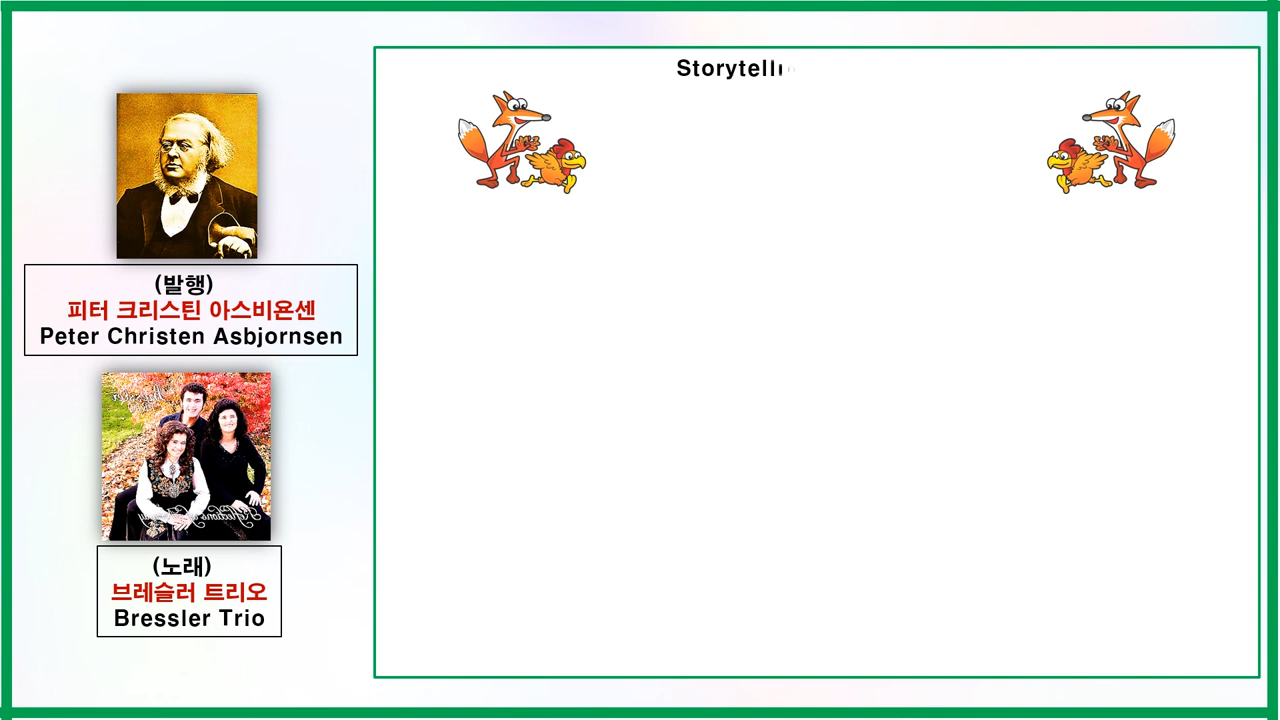 Storytelli
(발행)
피터 크리스틴 아스비욘센
Peter Christen Asbjornsen
(노래)
브레슬러 트리오
Bressler Trio